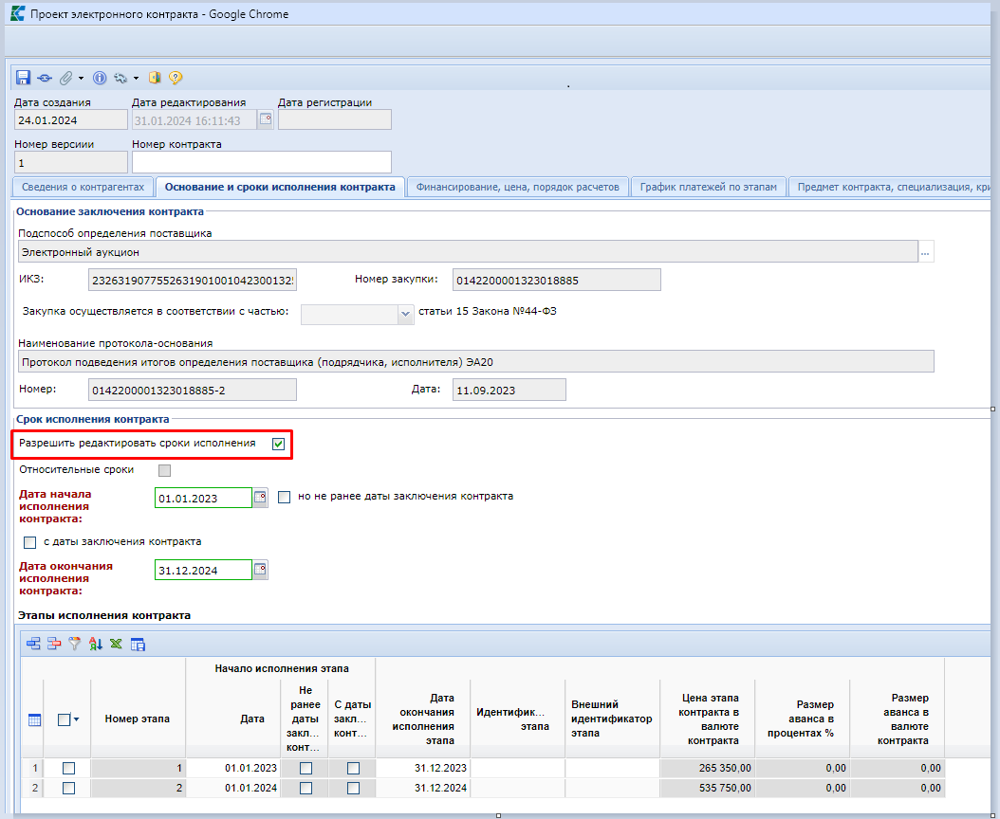 Проект электронного контракта - Google Chrome
Дата создания Дата редактирования Дата регистрации
24.01.2024 31.01.2024 16:11:43
Номер версиии Номер контракта
1
Сведения о контрагентах Основание и сроки исполнения контракта Финансирование, цена, порядок расчетов График платежей по этапам Предмет контракта, специализация, кри
Основание заключения контракта
Подспособ определения поставщика
Электронный аукцион ...
ИКЗ: Номер закупки: 0142200001323018885
Закупка осуществляется в соответствии с частью: статьи 15 Закона №44-ФЗ
Наименование протокола-основания
Протокол подведения итогов определения поставщика (подрядчика, исполнителя) ЭА20
Номер: 0142200001323018885-2 Дата: 11.09.2023
Срок исполнения контракта
Разрешить редактировать сроки исполнения
Относительные сроки
Дата начала
исполнения
контракта:
01.01.2023 но не ранее даты заключения контракта
с даты заключения контракта
Дата окончания
исполнения
контракта:
31.12.2024
Этапы исполнения контракта
Номер этапа
Начало исполнения этапа
Дата
Не
ранее
даты
закл...
конт...
С даты
закл...
конт...
Дата
окончания
исполнения
этапа
Идентифик...
этапа
Внешний
идентификатор
этапа
Цена этапа
контракта в
валюте
контракта
Размер
аванса в
процентах %
Размер
аванса в
валюте
контракта
1 1 01.01.2023 31.12.2023 265 350,00 0,00 0,00
2 2 01.01.2024 31.12.2024 535 750,00 0,00 0,00